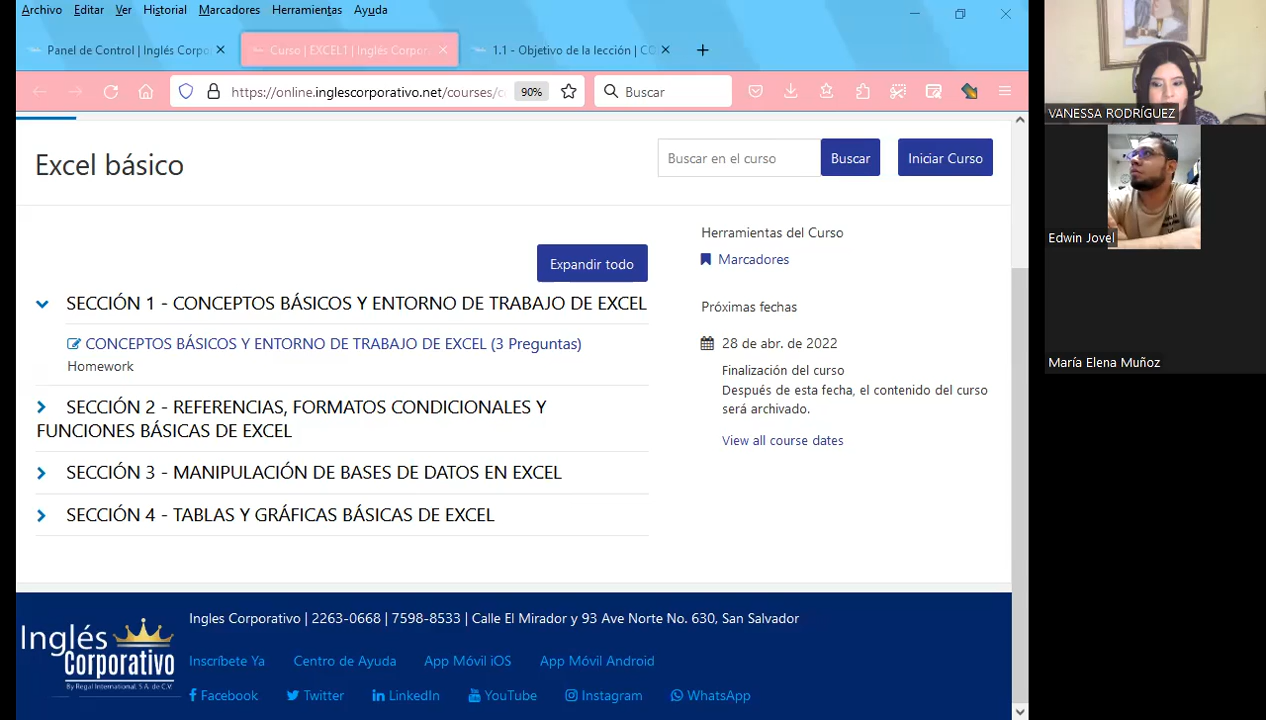 Archivo Editar Ver Historial Marcadores Herramientas Ayuda
Panel de Control | Inglés Corpo
Curso | EXCEL1 | Inglés Corpor
1.1 - Objetivo de la lección | CO
https://online.inglescorporativo.net/courses/c
90%
Buscar
Excel básico
Buscar en el curso
Buscar
Iniciar Curso
Expandir todo
SECCIÓN 1 - CONCEPTOS BÁSICOS Y ENTORNO DE TRABAJO DE EXCEL
CONCEPTOS BÁSICOS Y ENTORNO DE TRABAJO DE EXCEL (3 Preguntas)
Homework
SECCIÓN 2 - REFERENCIAS, FORMATOS CONDICIONALES Y
FUNCIONES BÁSICAS DE EXCEL
SECCIÓN 3 - MANIPULACIÓN DE BASES DE DATOS EN EXCEL
SECCIÓN 4 - TABLAS Y GRÁFICAS BÁSICAS DE EXCEL
Herramientas del Curso
Marcadores
Próximas fechas
28 de abr. de 2022
Finalización del curso
Después de esta fecha, el contenido del curso
será archivado.
View all course dates
Inglés
Corporativo
By Regal International, S.A. de C.V.
Ingles Corporativo | 2263-0668 | 7598-8533 | Calle El Mirador y 93 Ave Norte No. 630, San Salvador
Inscríbete Ya Centro de Ayuda App Móvil iOS App Móvil Android
Facebook Twitter LinkedIn YouTube Instagram WhatsApp
VANESSA RODRÍGUEZ
Edwin Jovel
María Elena Muñoz